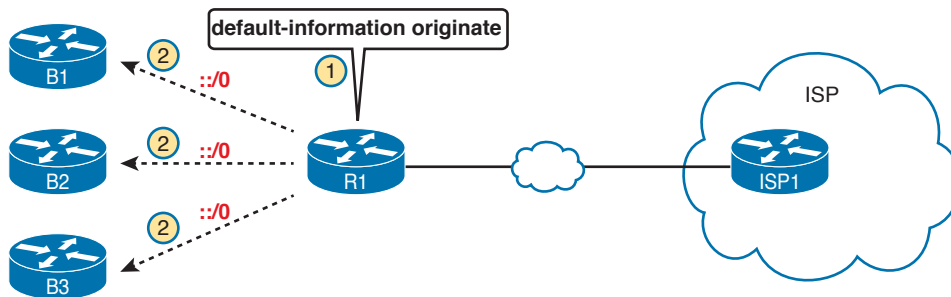 default-information originate
1
2
::/0
B1
ISP
2
::/0
B2
R1
ISP1
2
::/0
B3